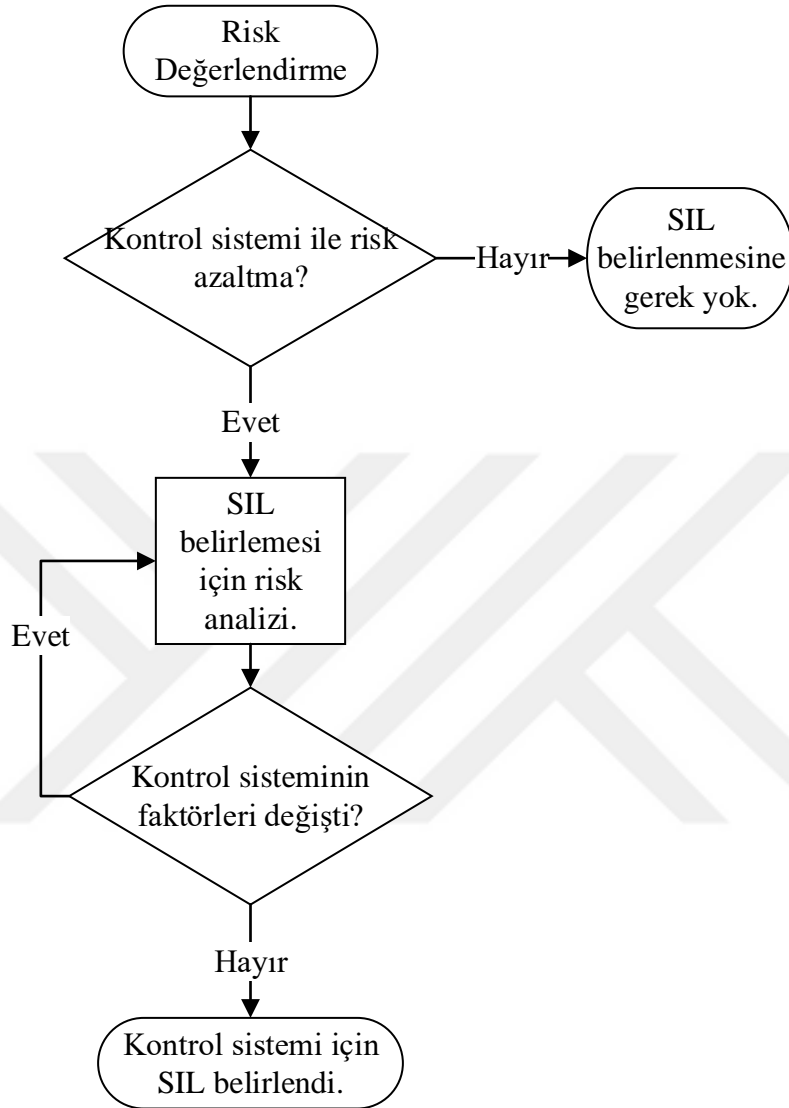 Risk
Değerlendirme
Kontrol sistemi ile risk
azaltma?
Hayır
SIL
belirlenmesine
gerek yok.
Evet
SIL
belirlemesi
için risk
analizi.
Evet
Kontrol sisteminin
faktörleri değişti?
Hayır
Kontrol sistemi için
SIL belirlendi.